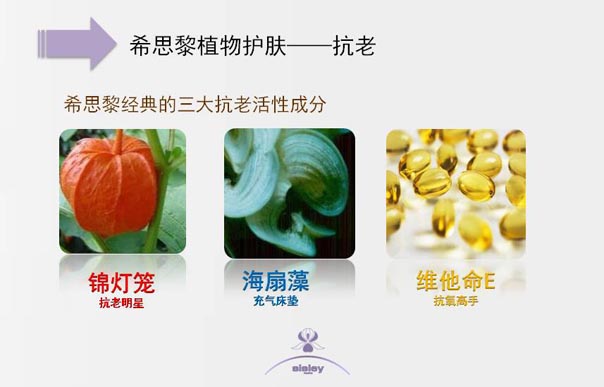 希思黎植物护肤——抗老
希思黎经典的三大抗老活性成分
锦灯笼
抗老明星
海扇藻
充气床垫
维他命E
抗氧高手
sisley